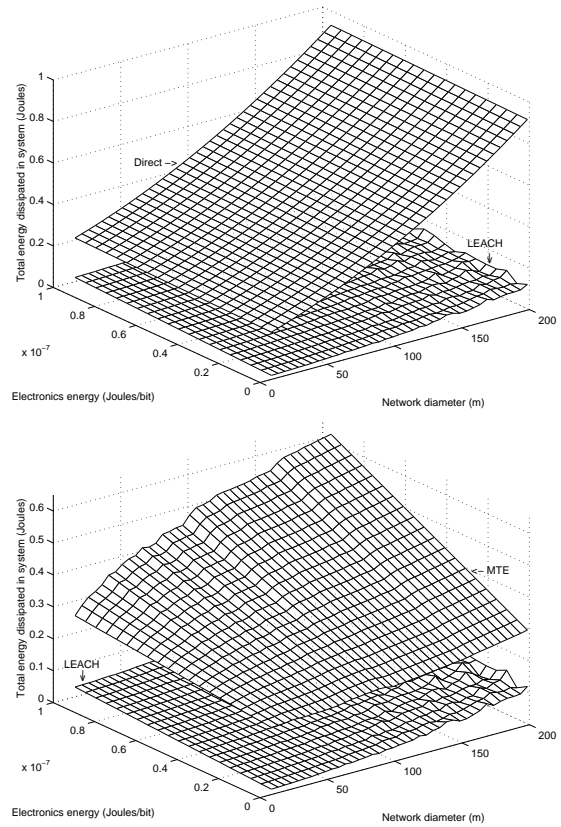 1
0.8
0.6
0.4
0.2
0
Total energy dissipated in system (Joules)
Direct −>
LEACH
1
0.8
0.6
0.4
0.2
0
x 10⁻⁷
Electronics energy (Joules/bit)
0
50
100
150
200
Network diameter (m)
0.6
0.5
0.4
0.3
0.2
0.1
0
Total energy dissipated in system (Joules)
<− MTE
LEACH
1
0.8
0.6
0.4
0.2
0
x 10⁻⁷
Electronics energy (Joules/bit)
0
50
100
150
200
Network diameter (m)